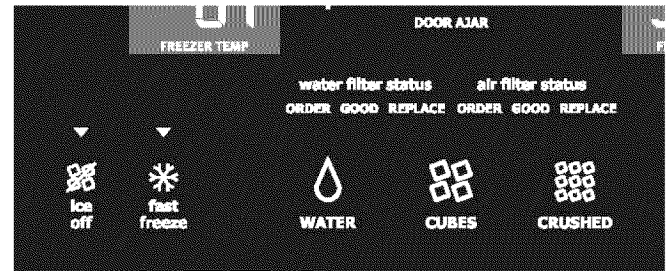 DOOR AJAR
FREEZER TEMP
water filter status air filter status
ORDER GOOD REPLACE ORDER GOOD REPLACE
Ice off
fast freeze
WATER
CUBES
CRUSHED